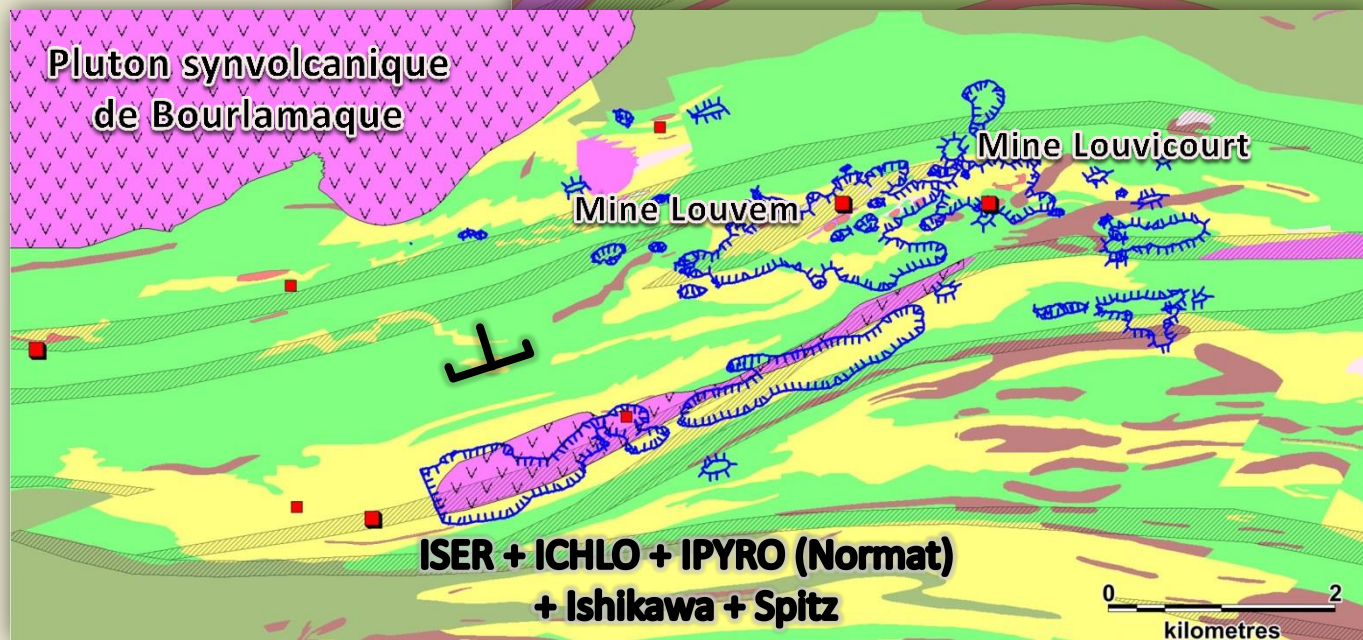 Pluton synvolcanique
de Bourlamaque
Mine Louvicourt
Mine Louvem
ISER + ICHLO + IPYRO (Normat)
+ Ishikawa + Spitz
0 2
kilometres